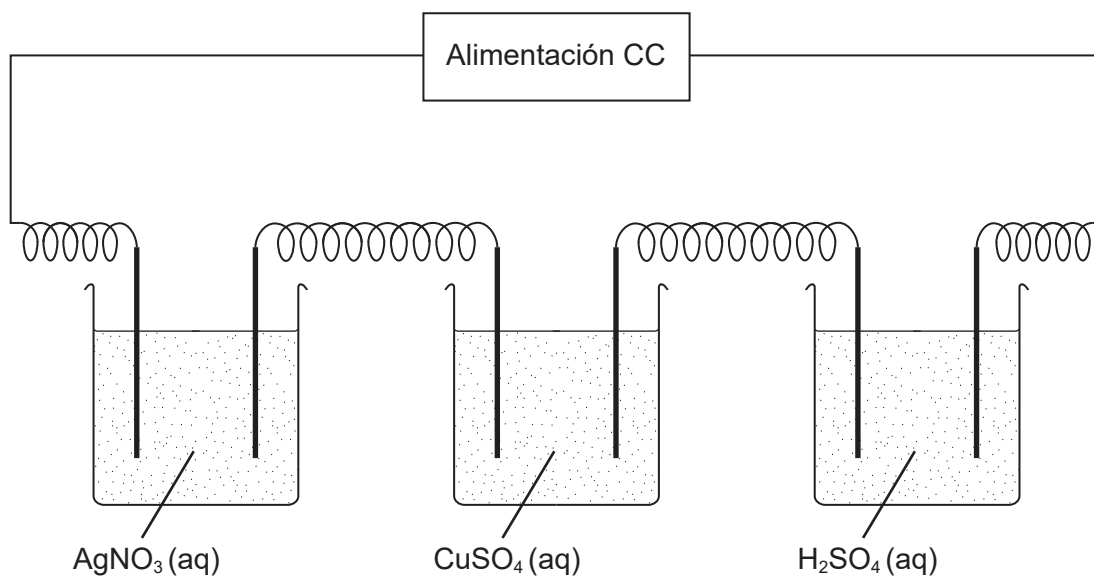 Alimentación CC
AgNO₃ (aq)
CuSO₄ (aq)
H₂SO₄ (aq)